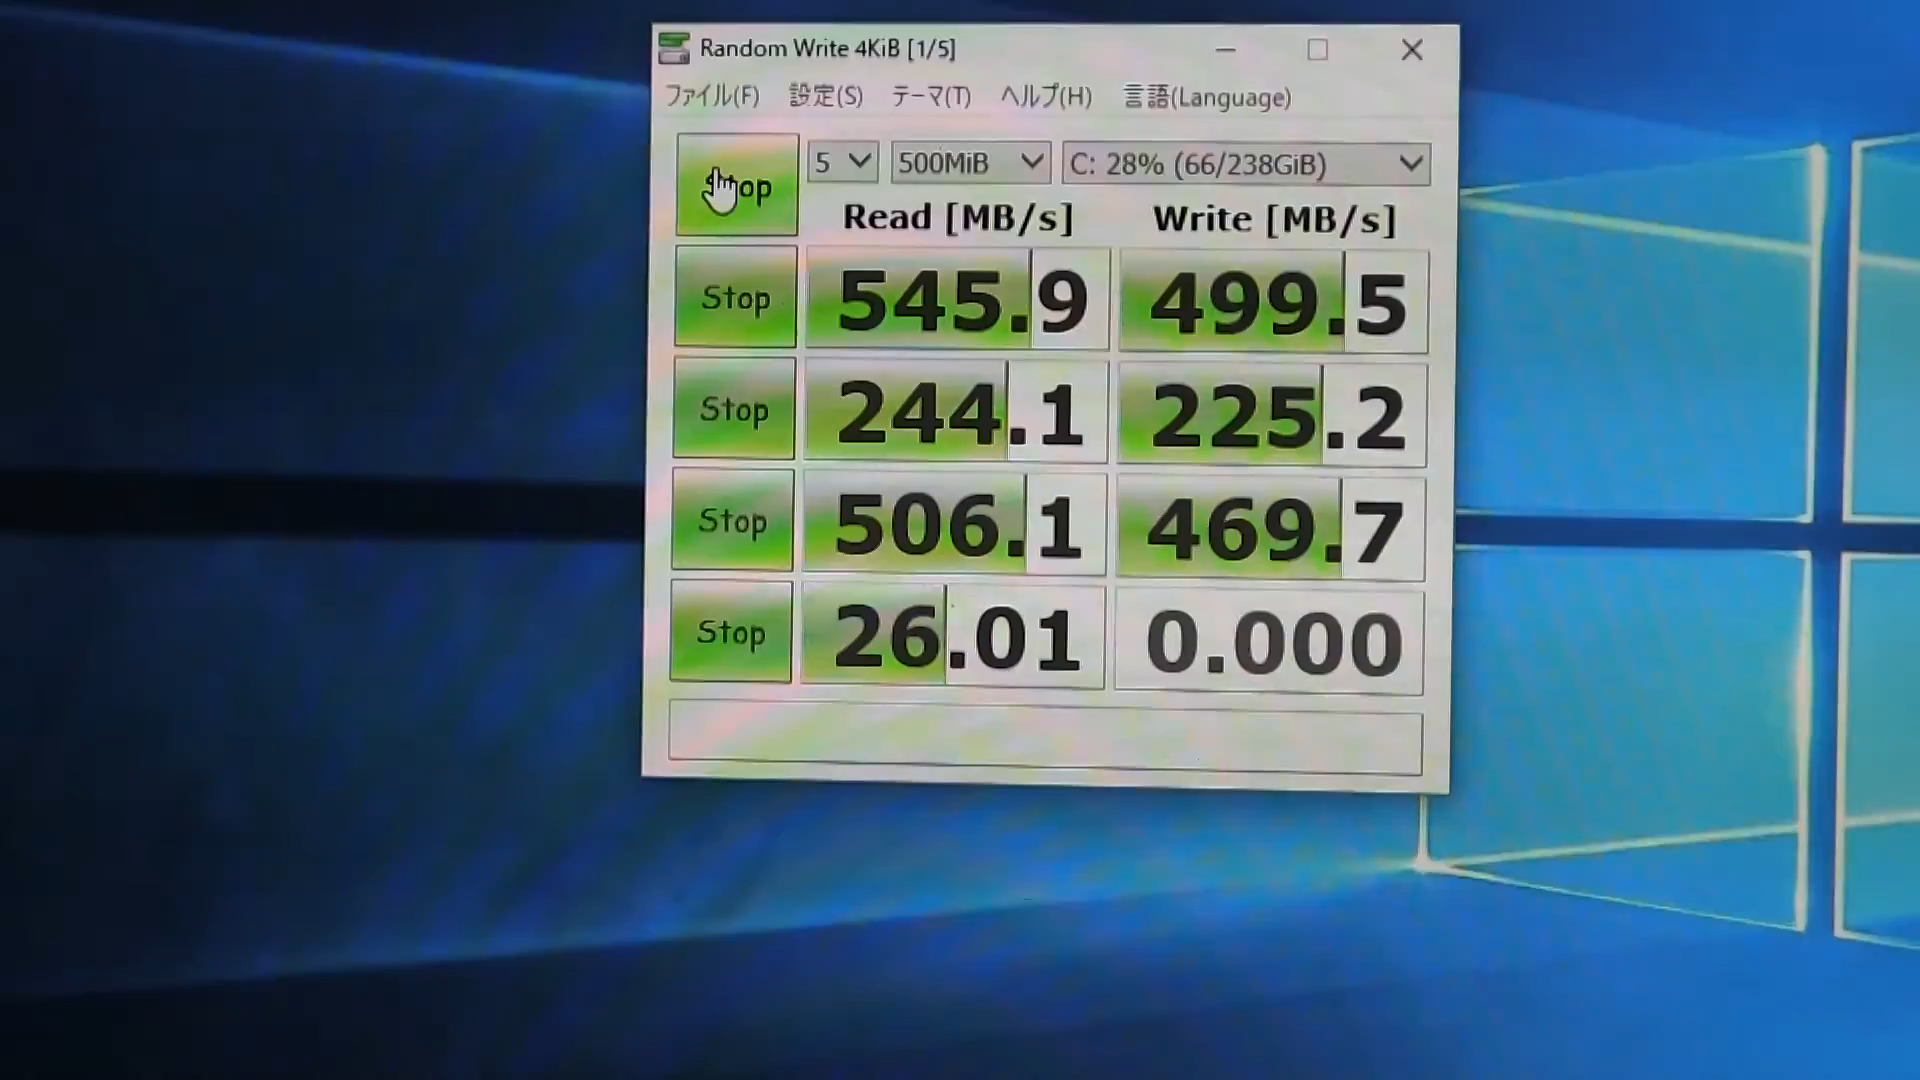 Random Write 4KiB [1/5]
ファイル(F) 設定(S) テーマ(T) ヘルプ(H) 言語(Language)
Stop 5 500MiB C: 28% (66/238GiB)
Read [MB/s] Write [MB/s]
Stop 545.9 499.5
Stop 244.1 225.2
Stop 506.1 469.7
Stop 26.01 0.000